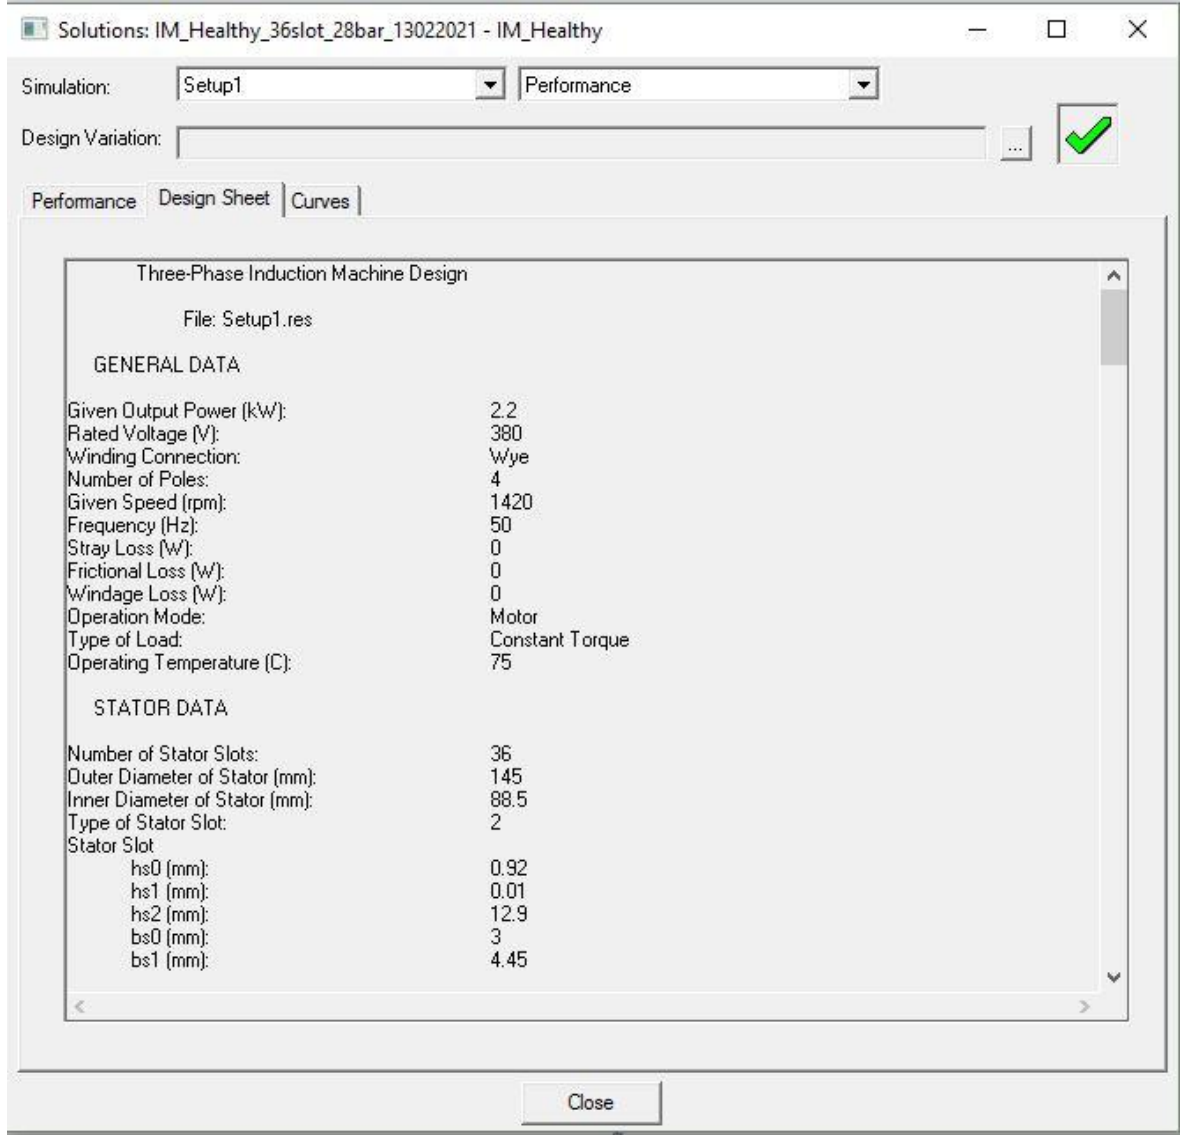 Solutions: IM_Healthy_36slot_28bar_13022021 - IM_Healthy
Simulation: Setup1 Performance
Design Variation: ...
Performance Design Sheet Curves
Three-Phase Induction Machine Design
File: Setup1.res
GENERAL DATA
Given Output Power (kW): 2.2
Rated Voltage (V): 380
Winding Connection: Wye
Number of Poles: 4
Given Speed (rpm): 1420
Frequency (Hz): 50
Stray Loss (W): 0
Frictional Loss (W): 0
Windage Loss (W): 0
Operation Mode: Motor
Type of Load: Constant Torque
Operating Temperature (C): 75
STATOR DATA
Number of Stator Slots: 36
Outer Diameter of Stator (mm): 145
Inner Diameter of Stator (mm): 88.5
Type of Stator Slot: 2
Stator Slot
hs0 (mm): 0.92
hs1 (mm): 0.01
hs2 (mm): 12.9
bs0 (mm): 3
bs1 (mm): 4.45
Close